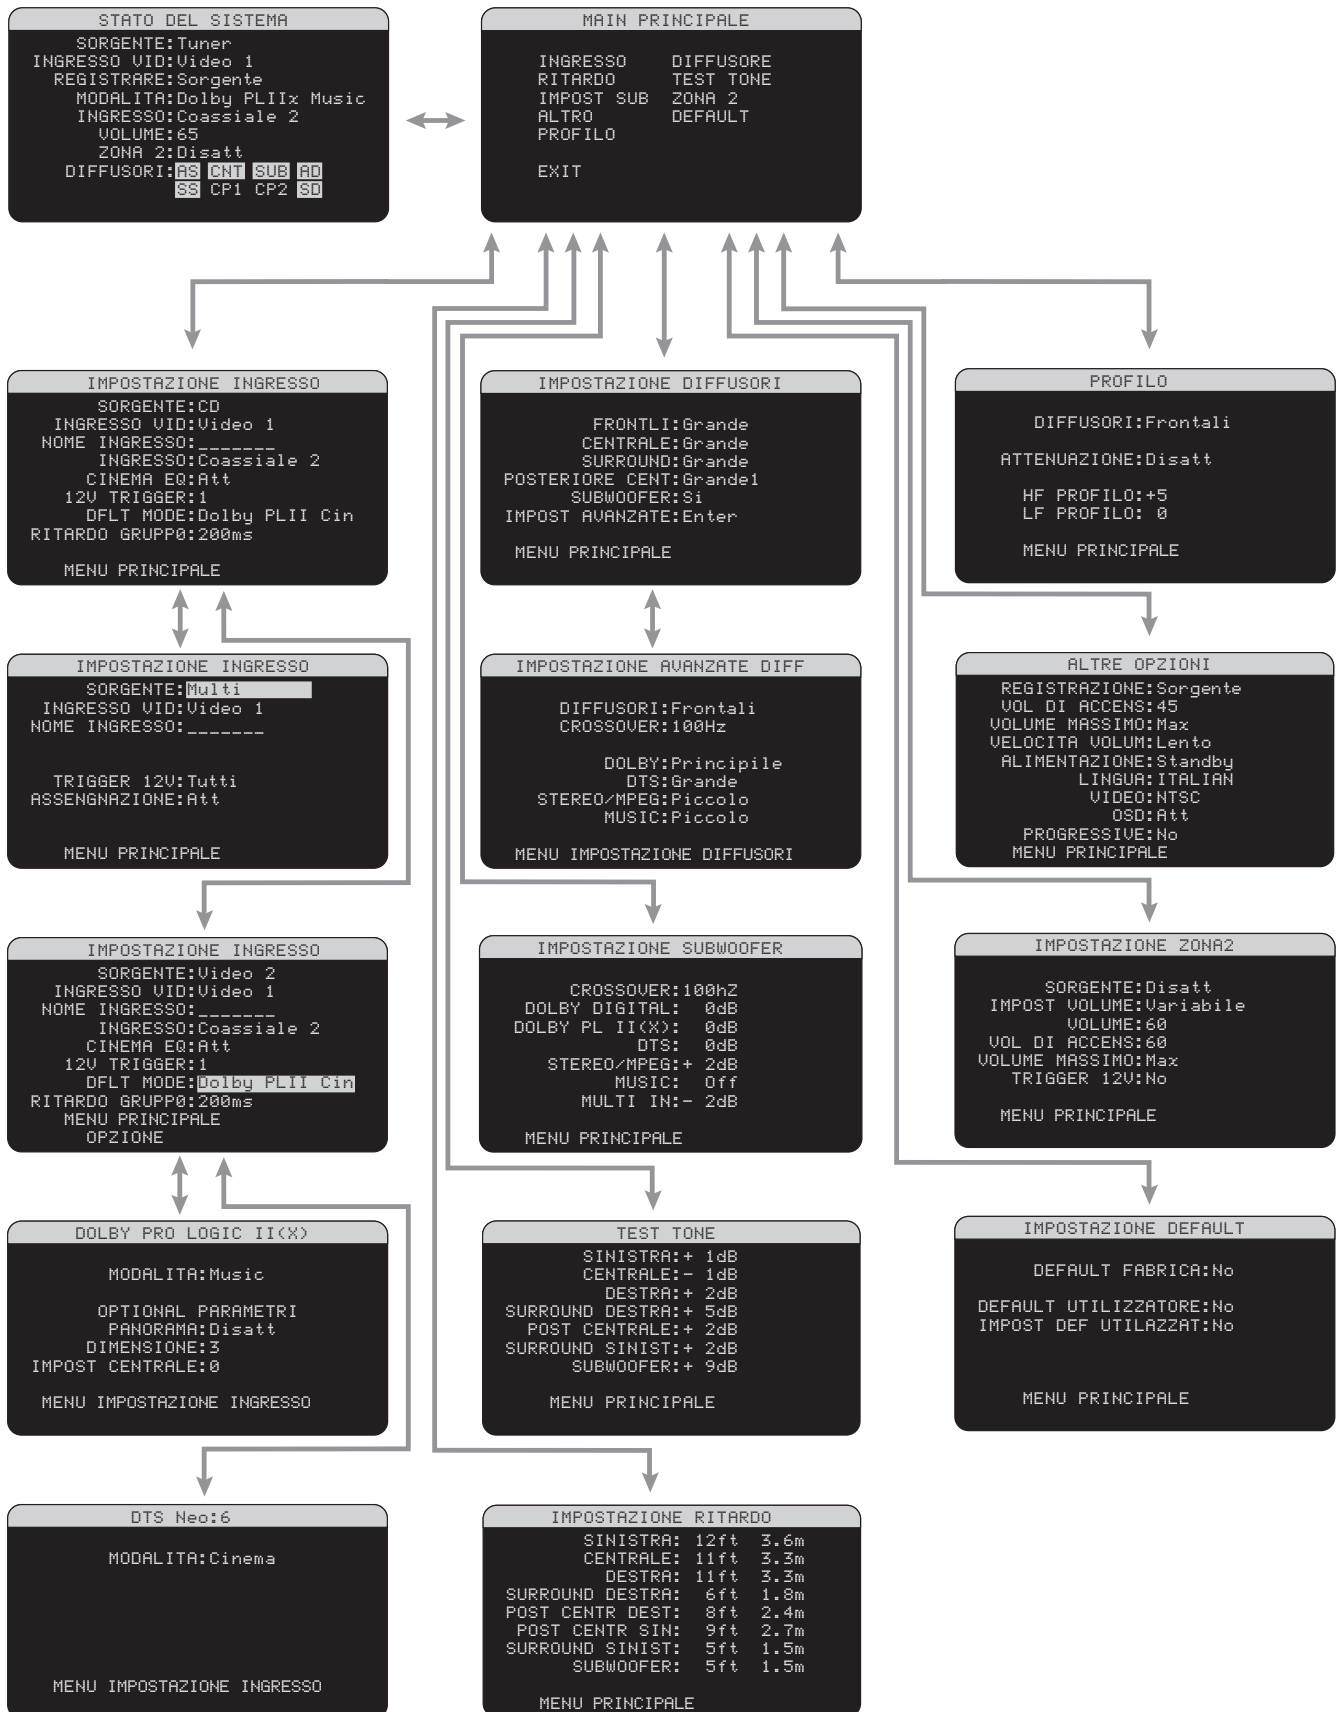 STATO DEL SISTEMA
SORGENTE:Tuner
INGRESSO VID:Video 1
REGISTRARE:Sorgente
MODALITA:Dolby PLIIx Music
INGRESSO:Coassiale 2
VOLUME:65
ZONA 2:Disatt
DIFFUSORI:AS CNT SUB AD
SS CP1 CP2 SD
MAIN PRINCIPALE
INGRESSO DIFFUSORE
RITARDO TEST TONE
IMPOST SUB ZONA 2
ALTRO DEFAULT
PROFILO
EXIT
IMPOSTAZIONE INGRESSO
SORGENTE:CD
INGRESSO VID:Video 1
NOME INGRESSO:_______
INGRESSO:Coassiale 2
CINEMA EQ:Att
12V TRIGGER:1
DFLT MODE:Dolby PLII Cin
RITARDO GRUPP0:200ms
MENU PRINCIPALE
IMPOSTAZIONE DIFFUSORI
FRONTLI:Grande
CENTRALE:Grande
SURROUND:Grande
POSTERIORE CENT:Grande1
SUBWOOFER:Si
IMPOST AVANZATE:Enter
MENU PRINCIPALE
PROFILO
DIFFUSORI:Frontali
ATTENUAZIONE:Disatt
HF PROFILO:+5
LF PROFILO: 0
MENU PRINCIPALE
IMPOSTAZIONE INGRESSO
SORGENTE:Multi
INGRESSO VID:Video 1
NOME INGRESSO:_______
TRIGGER 12V:Tutti
ASSENGNAZIONE:Att
MENU PRINCIPALE
IMPOSTAZIONE AVANZATE DIFF
DIFFUSORI:Frontali
CROSSOVER:100Hz
DOLBY:Principile
DTS:Grande
STEREO/MPEG:Piccolo
MUSIC:Piccolo
MENU IMPOSTAZIONE DIFFUSORI
ALTRE OPZIONI
REGISTRAZIONE:Sorgente
VOL DI ACCENS:45
VOLUME MASSIMO:Max
VELOCITA VOLUM:Lento
ALIMENTAZIONE:Standby
LINGUA:ITALIAN
VIDEO:NTSC
OSD:Att
PROGRESSIVE:No
MENU PRINCIPALE
IMPOSTAZIONE INGRESSO
SORGENTE:Video 2
INGRESSO VID:Video 1
NOME INGRESSO:_______
INGRESSO:Coassiale 2
CINEMA EQ:Att
12V TRIGGER:1
DFLT MODE:Dolby PLII Cin
RITARDO GRUPP0:200ms
MENU PRINCIPALE
OPZIONE
IMPOSTAZIONE SUBWOOFER
CROSSOVER:100hZ
DOLBY DIGITAL: 0dB
DOLBY PL II(X): 0dB
DTS: 0dB
STEREO/MPEG:+ 2dB
MUSIC: Off
MULTI IN:- 2dB
MENU PRINCIPALE
IMPOSTAZIONE ZONA2
SORGENTE:Disatt
IMPOST VOLUME:Variabile
VOLUME:60
VOL DI ACCENS:60
VOLUME MASSIMO:Max
TRIGGER 12V:No
MENU PRINCIPALE
DOLBY PRO LOGIC II(X)
MODALITA:Music
OPTIONAL PARAMETRI
PANORAMA:Disatt
DIMENSIONE:3
IMPOST CENTRALE:0
MENU IMPOSTAZIONE INGRESSO
TEST TONE
SINISTRA:+ 1dB
CENTRALE:- 1dB
DESTRA:+ 2dB
SURROUND DESTRA:+ 5dB
POST CENTRALE:+ 2dB
SURROUND SINIST:+ 2dB
SUBWOOFER:+ 9dB
MENU PRINCIPALE
IMPOSTAZIONE DEFAULT
DEFAULT FABRICA:No
DEFAULT UTILIZZATORE:No
IMPOST DEF UTILAZZAT:No
MENU PRINCIPALE
DTS Neo:6
MODALITA:Cinema
MENU IMPOSTAZIONE INGRESSO
IMPOSTAZIONE RITARDO
SINISTRA: 12ft 3.6m
CENTRALE: 11ft 3.3m
DESTRA: 11ft 3.3m
SURROUND DESTRA: 6ft 1.8m
POST CENTR DEST: 8ft 2.4m
POST CENTR SIN: 9ft 2.7m
SURROUND SINIST: 5ft 1.5m
SUBWOOFER: 5ft 1.5m
MENU PRINCIPALE